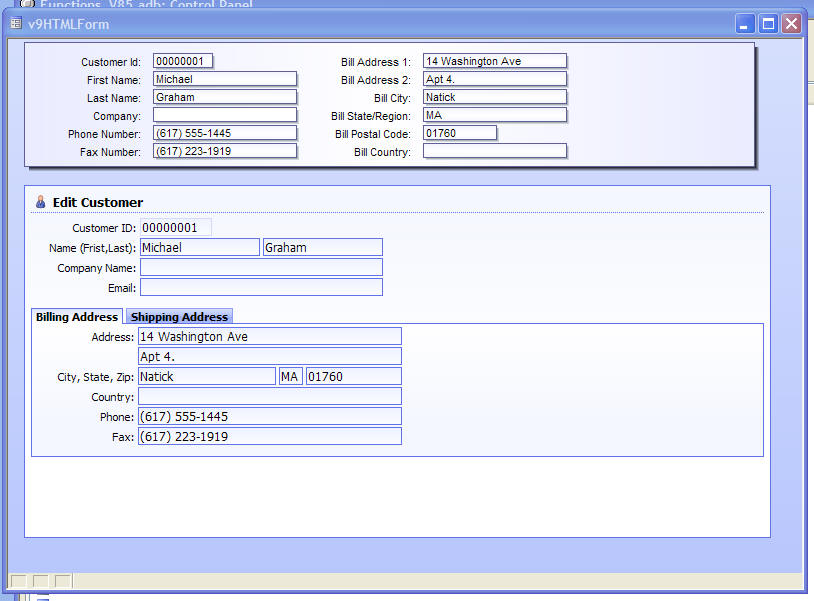 Functions_V85.adb: Control Panel
v9HTMLForm
Customer Id: 00000001 Bill Address 1: 14 Washington Ave
First Name: Michael Bill Address 2: Apt 4.
Last Name: Graham Bill City: Natick
Company: Bill State/Region: MA
Phone Number: (617) 555-1445 Bill Postal Code: 01760
Fax Number: (617) 223-1919 Bill Country:
Edit Customer
Customer ID: 00000001
Name (Frist,Last): Michael Graham
Company Name:
Email:
Billing Address Shipping Address
Address: 14 Washington Ave
Apt 4.
City, State, Zip: Natick MA 01760
Country:
Phone: (617) 555-1445
Fax: (617) 223-1919